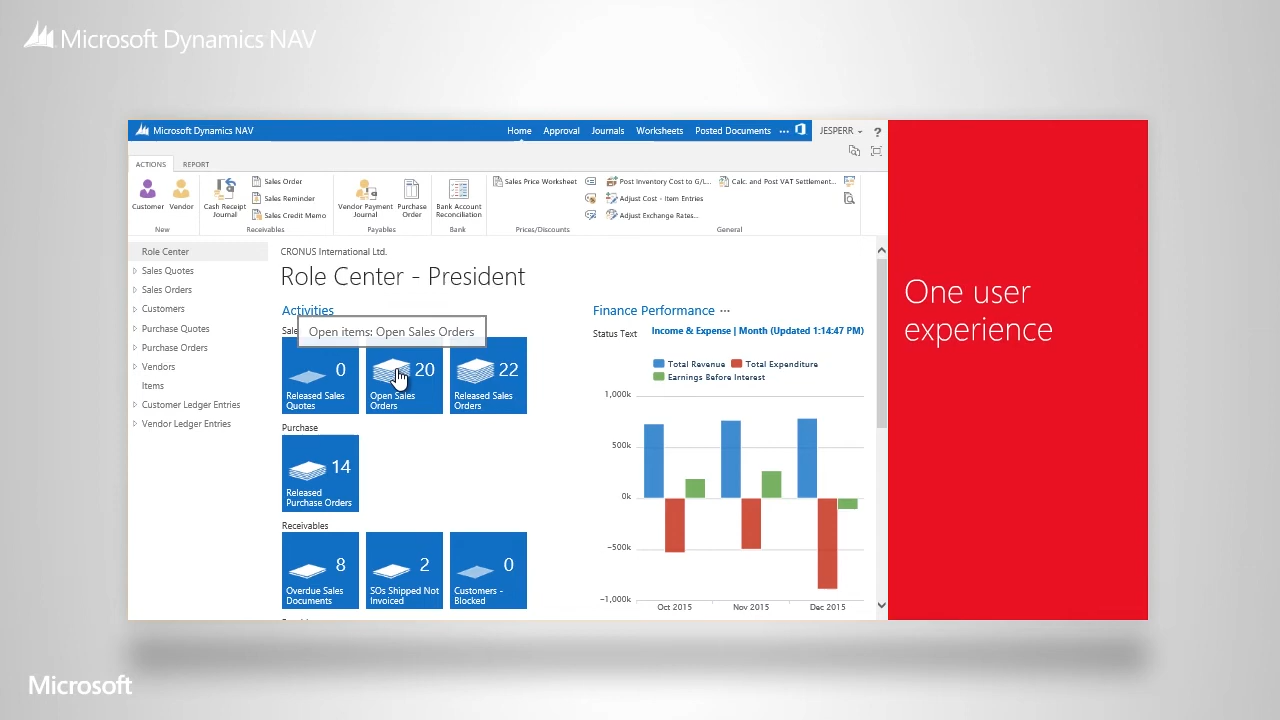 Microsoft Dynamics NAV
Microsoft Dynamics NAV
Home Approval Journals Worksheets Posted Documents ... JESPERR ?
ACTIONS REPORT
Customer
Vendor
Cash Receipt
Journal
Sales Order
Sales Reminder
Sales Credit Memo
Vendor Payment
Journal
Purchase
Order
Bank Account
Reconciliation
Sales Price Worksheet
Post Inventory Cost to G/L...
Adjust Cost - Item Entries
Adjust Exchange Rates...
Calc. and Post VAT Settlement...
New Receivables Payables Bank Prices/Discounts General
Role Center
Sales Quotes
Sales Orders
Customers
Purchase Quotes
Purchase Orders
Vendors
Items
Customer Ledger Entries
Vendor Ledger Entries
CRONUS International Ltd.
Role Center - President
Activities
Open items: Open Sales Orders
0
Released Sales
Quotes
20
Open Sales
Orders
22
Released Sales
Orders
Purchase
14
Released
Purchase Orders
Receivables
8
Overdue Sales
Documents
2
SOs Shipped Not
Invoiced
0
Customers -
Blocked
Finance Performance ...
Status Text Income & Expense | Month (Updated 1:14:47 PM)
Total Revenue Total Expenditure
Earnings Before Interest
1,000k
500k
0k
-500k
-1,000k
Oct 2015 Nov 2015 Dec 2015
One user
experience
Microsoft